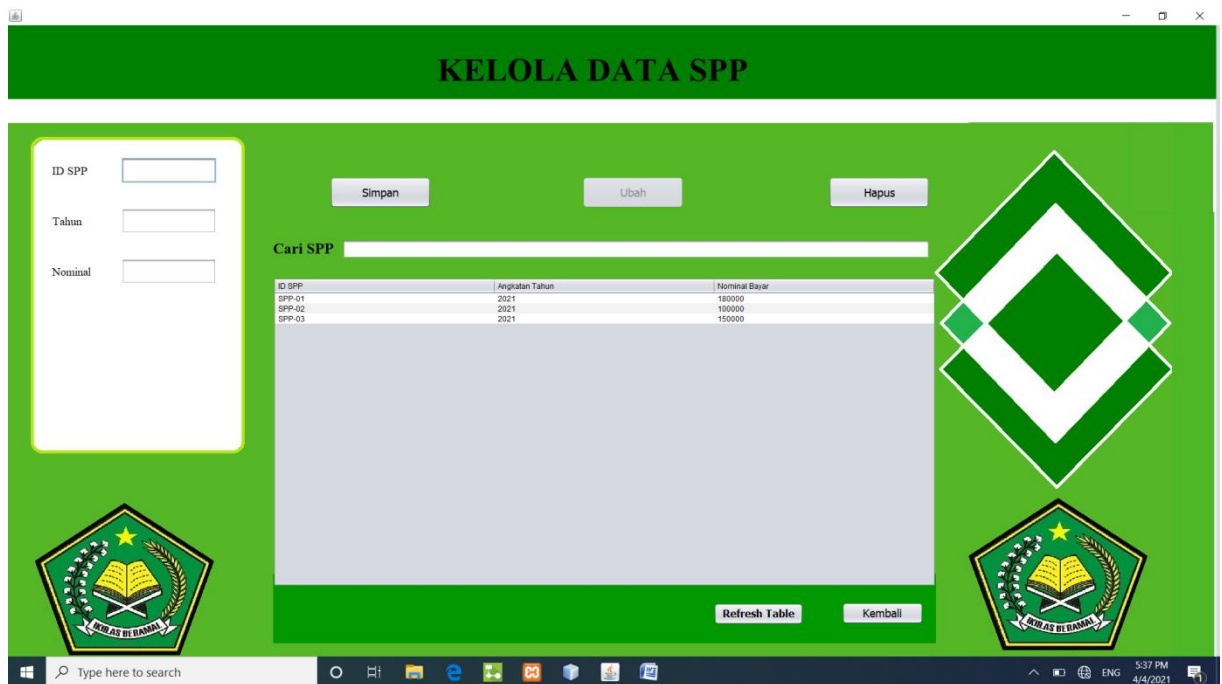 KELOLA DATA SPP
ID SPP
Tahun
Nominal
Simpan Ubah Hapus
Cari SPP
ID SPP Angkatan Tahun Nominal Bayar
SPP-01 2021 180000
SPP-02 2021 100000
SPP-03 2021 150000
Refresh Table Kembali
IKHLAS BERAMAL
IKHLAS BERAMAL
Type here to search
ENG
5:37 PM
4/4/2021
1